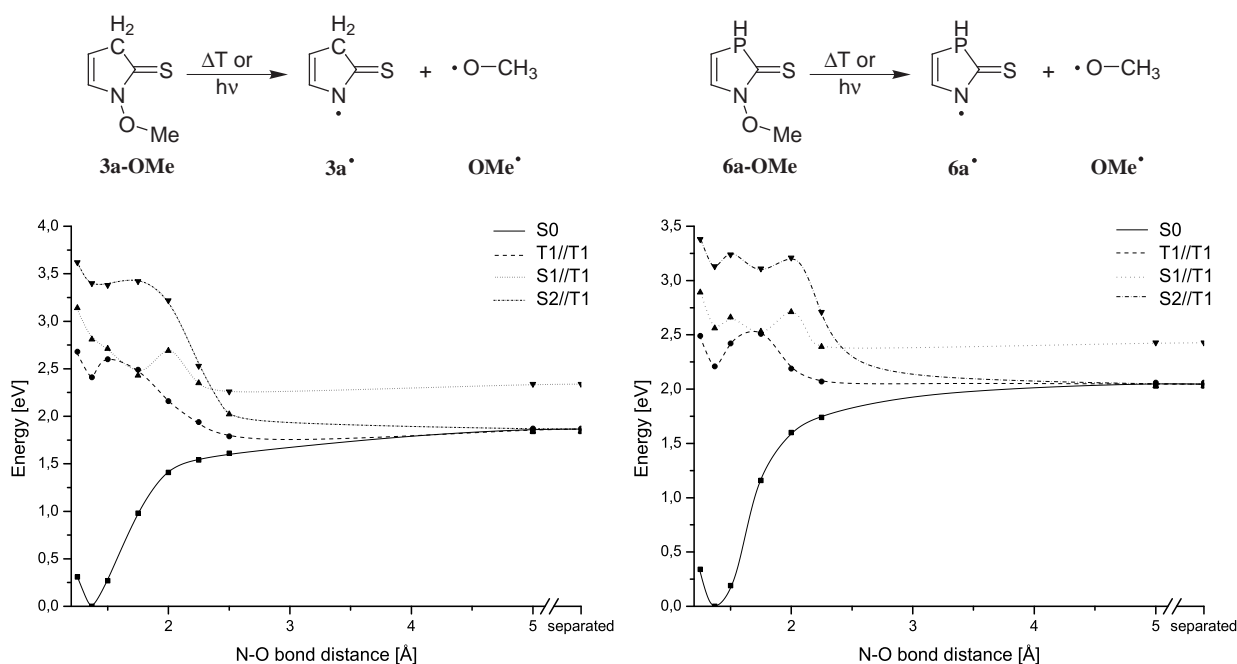 H2
C
S
N
O
Me
ΔT or
hν
H2
C
S
N
•
+
• O CH3
3a-OMe
3a•
OMe•
H
P
S
N
O
Me
ΔT or
hν
H
P
S
N
•
+
• O CH3
6a-OMe
6a•
OMe•
4,0
3,5
3,0
2,5
2,0
1,5
1,0
0,5
0,0
Energy [eV]
S0
T1//T1
S1//T1
S2//T1
2
3
4
5
separated
N-O bond distance [Å]
3,5
3,0
2,5
2,0
1,5
1,0
0,5
0,0
Energy [eV]
S0
T1//T1
S1//T1
S2//T1
2
3
4
5
separated
N-O bond distance [Å]